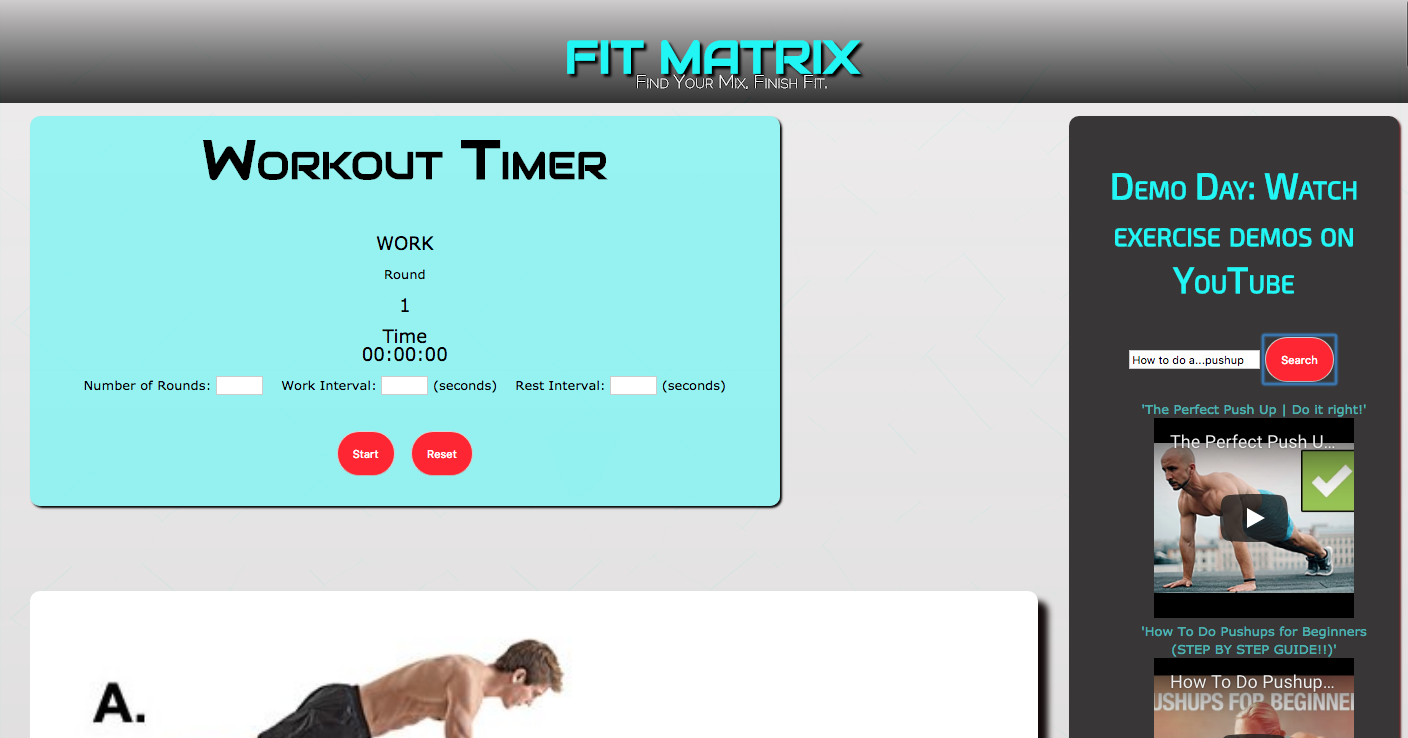 FIT MATRIX
Find Your Mix. Finish Fit.
Workout Timer
WORK
Round
1
Time
00:00:00
Number of Rounds: Work Interval: (seconds) Rest Interval: (seconds)
Start Reset
A.
Demo Day: Watch
exercise demos on
YouTube
How to do a...pushup Search
'The Perfect Push Up | Do it right!'
The Perfect Push U...
'How To Do Pushups for Beginners
(STEP BY STEP GUIDE!!)'
How To Do Pushup...
USHUPS FOR BEGINNE